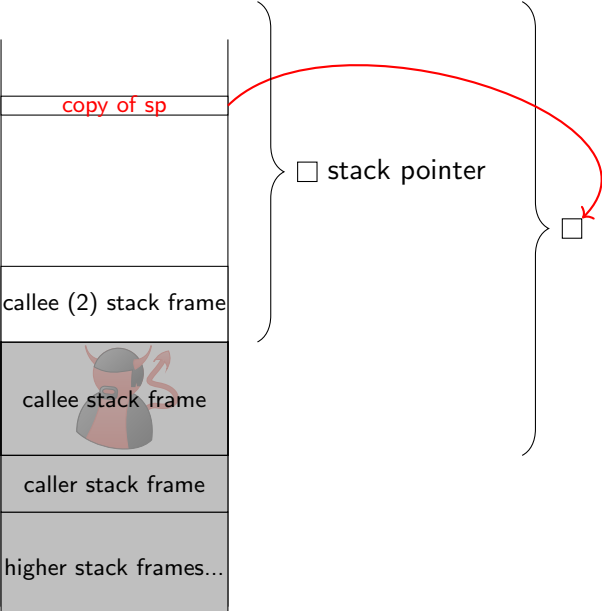 copy of sp
□ stack pointer
□
callee (2) stack frame
callee stack frame
caller stack frame
higher stack frames...